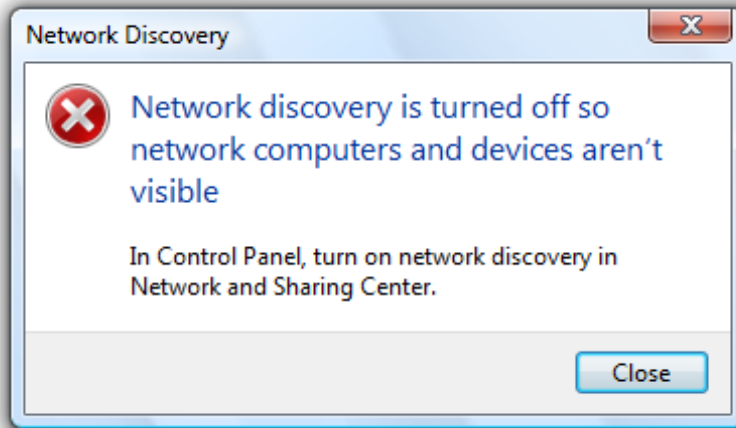 Network Discovery
Network discovery is turned off so
network computers and devices aren’t
visible
In Control Panel, turn on network discovery in
Network and Sharing Center.
Close